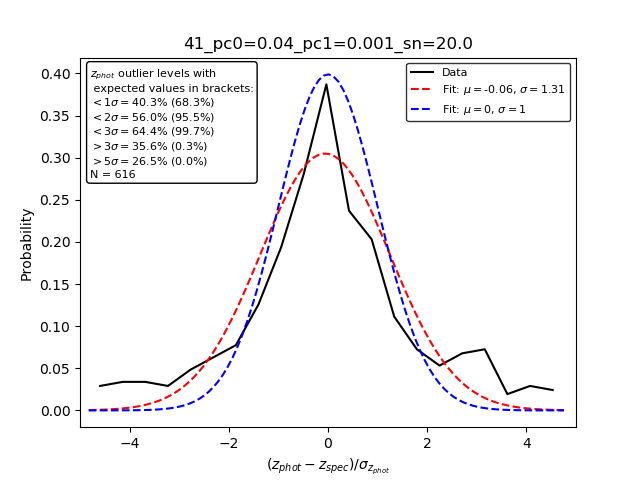 41_pc0=0.04_pc1=0.001_sn=20.0
z_phot outlier levels with
expected values in brackets:
<1σ = 40.3% (68.3%)
<2σ = 56.0% (95.5%)
<3σ = 64.4% (99.7%)
>3σ = 35.6% (0.3%)
>5σ = 26.5% (0.0%)
N = 616
Data
Fit: μ = -0.06, σ = 1.31
Fit: μ = 0, σ = 1
Probability
0.40
0.35
0.30
0.25
0.20
0.15
0.10
0.05
0.00
−4 −2 0 2 4
(z_phot − z_spec)/σ_z_phot